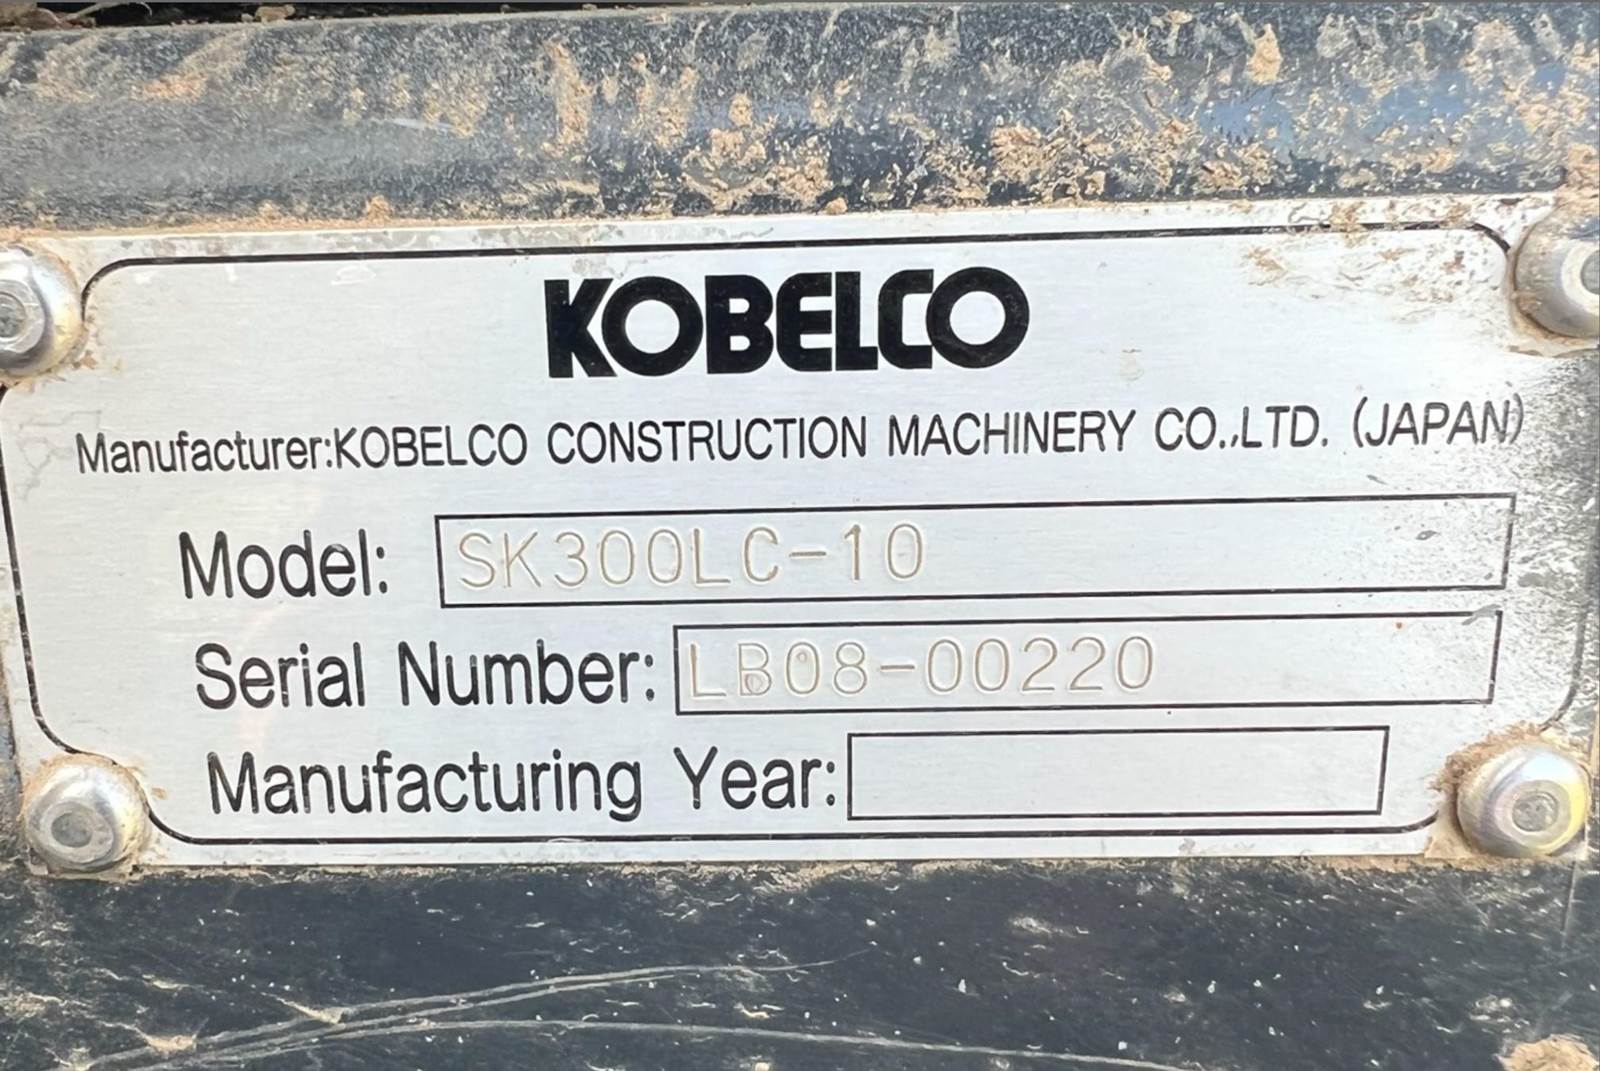 KOBELCO
Manufacturer:KOBELCO CONSTRUCTION MACHINERY CO.,LTD. (JAPAN)
Model: SK300LC-10
Serial Number: LB08-00220
Manufacturing Year: